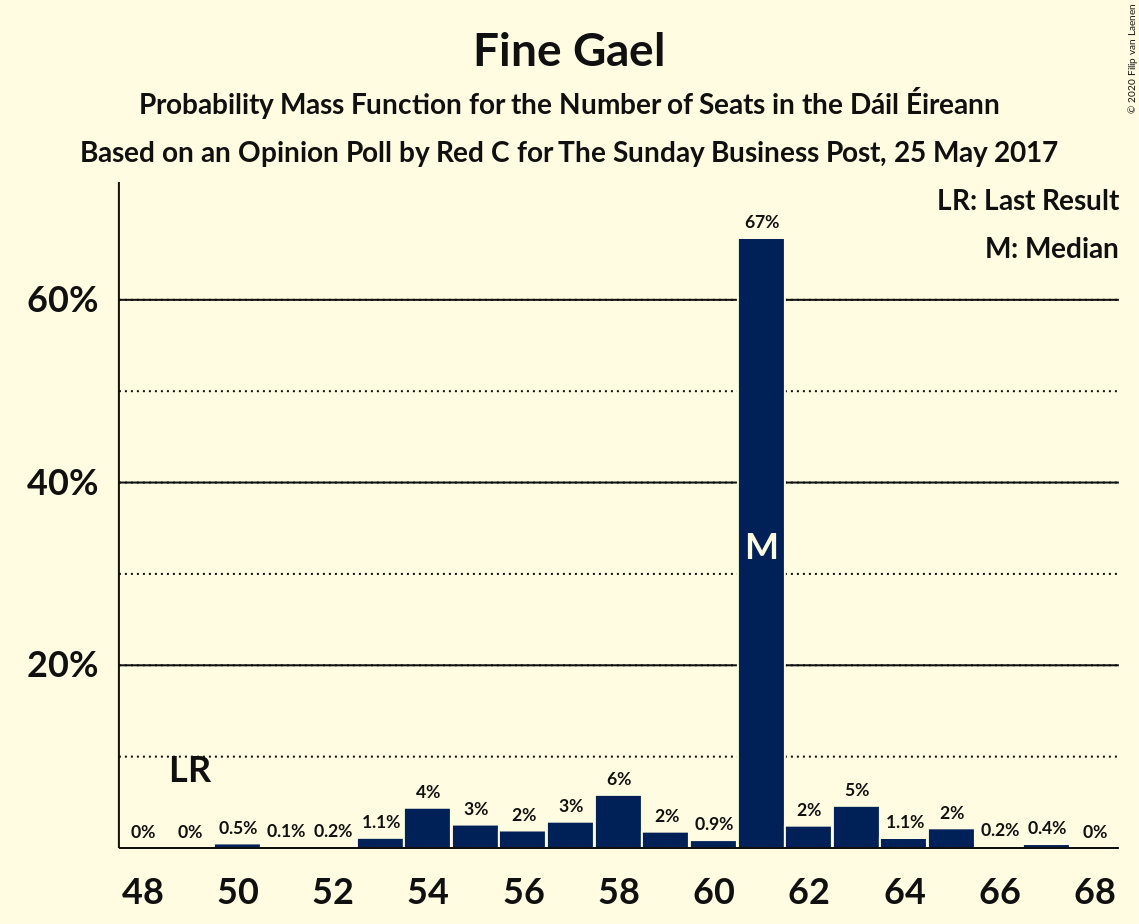 Fine Gael
Probability Mass Function for the Number of Seats in the Dáil Éireann
Based on an Opinion Poll by Red C for The Sunday Business Post, 25 May 2017
© 2020 Filip van Laenen
LR: Last Result
M: Median
60%
40%
20%
67%
M
LR
0% 0% 0.5% 0.1% 0.2% 1.1% 4% 3% 2% 3% 6% 2% 0.9% 2% 5% 1.1% 2% 0.2% 0.4% 0%
48 50 52 54 56 58 60 62 64 66 68